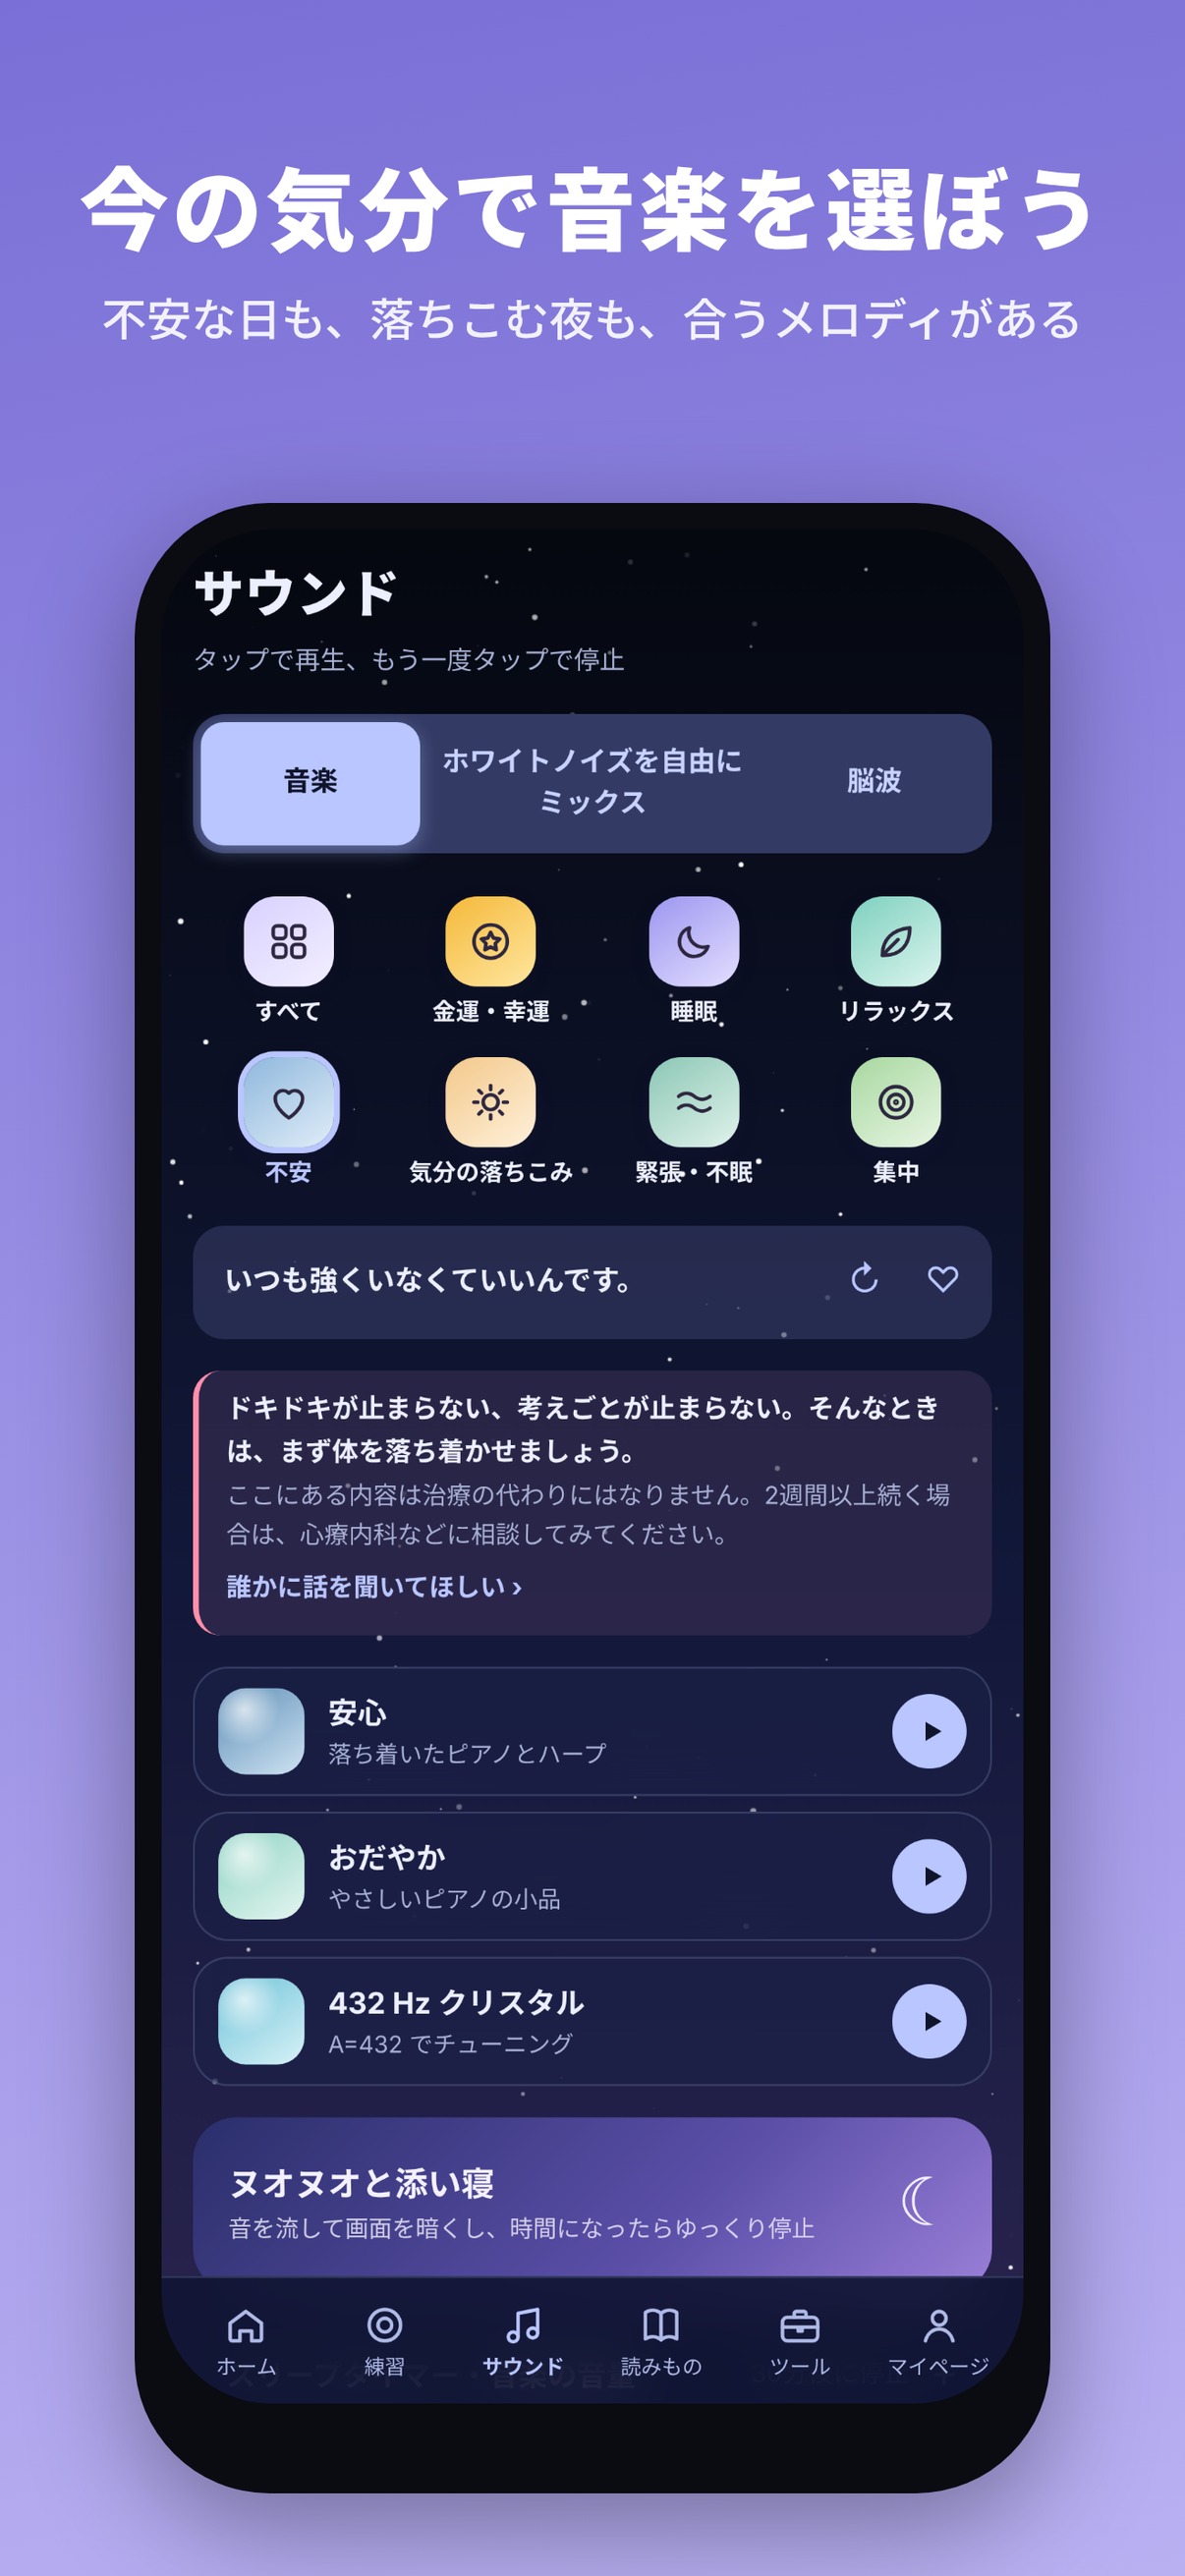 今の気分で音楽を選ぼう
不安な日も、落ちこむ夜も、合うメロディがある
サウンド
タップで再生、もう一度タップで停止
音楽
ホワイトノイズを自由に
ミックス
脳波
すべて
金運・幸運
睡眠
リラックス
不安
気分の落ちこみ
緊張・不眠
集中
いつも強くいなくていいんです。
ドキドキが止まらない、考えごとが止まらない。そんなとき
は、まず体を落ち着かせましょう。
ここにある内容は治療の代わりにはなりません。2週間以上続く場
合は、心療内科などに相談してみてください。
誰かに話を聞いてほしい ›
安心
落ち着いたピアノとハープ
おだやか
やさしいピアノの小品
432 Hz クリスタル
A=432 でチューニング
ヌオヌオと添い寝
音を流して画面を暗くし、時間になったらゆっくり停止
ホーム
練習
サウンド
読みもの
ツール
マイページ